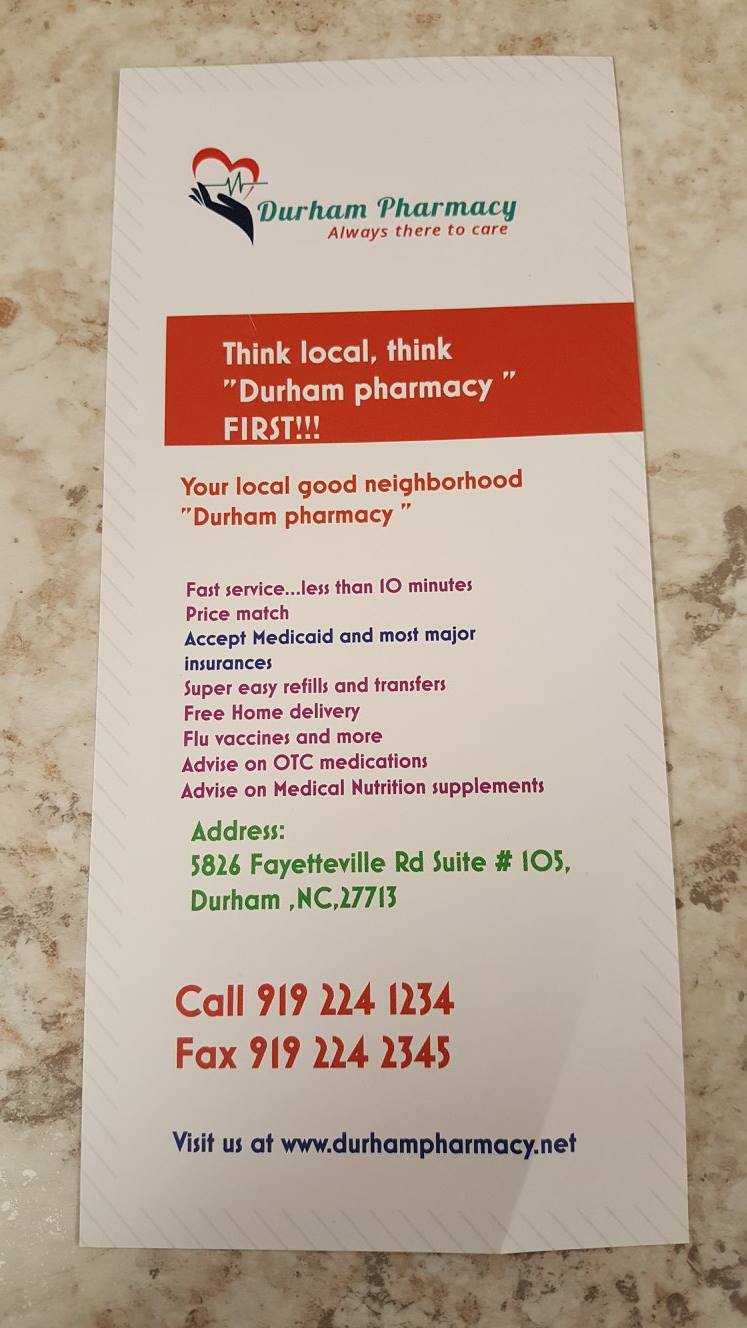 Durham Pharmacy
Always there to care
Think local, think
"Durham pharmacy "
FIRST!!!
Your local good neighborhood
"Durham pharmacy "
Fast service...less than 10 minutes
Price match
Accept Medicaid and most major
insurances
Super easy refills and transfers
Free Home delivery
Flu vaccines and more
Advise on OTC medications
Advise on Medical Nutrition supplements
Address:
5826 Fayetteville Rd Suite # 105,
Durham ,NC,27713
Call 919 224 1234
Fax 919 224 2345
Visit us at www.durhampharmacy.net